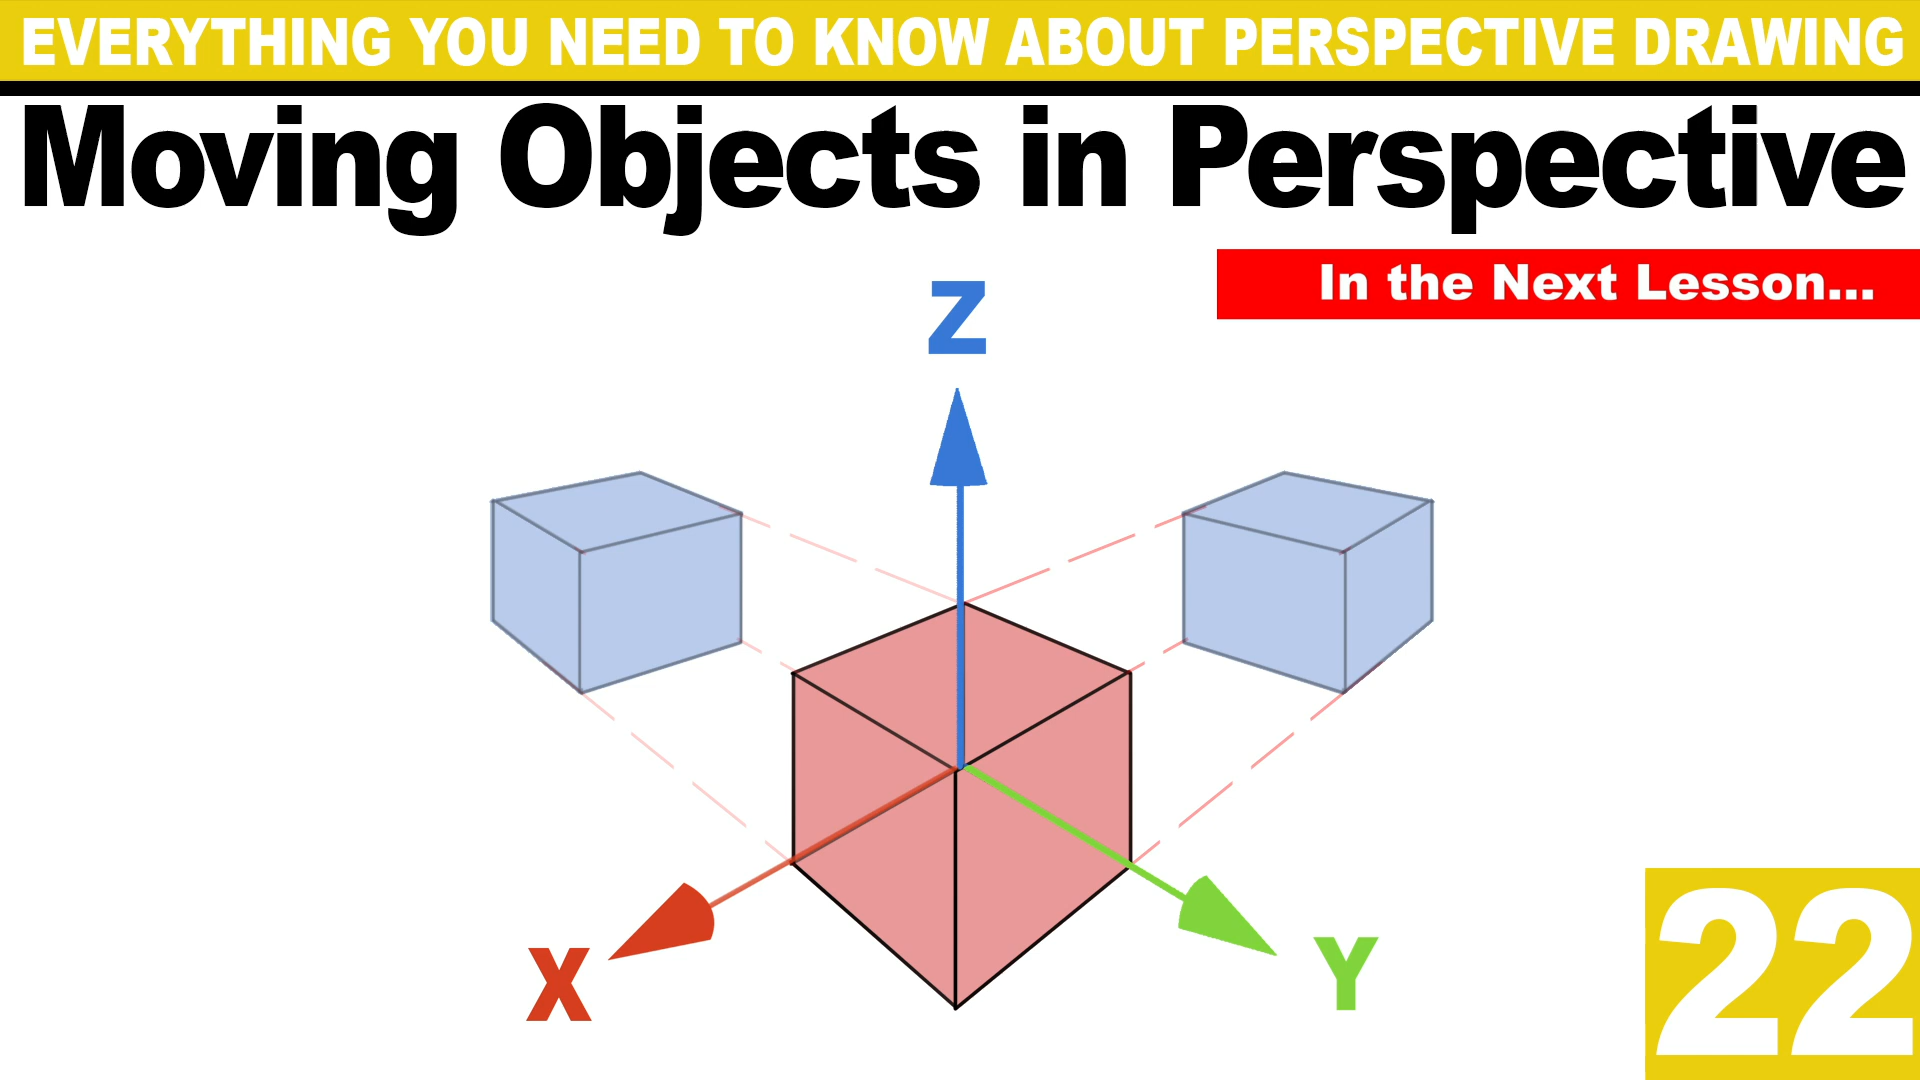 EVERYTHING YOU NEED TO KNOW ABOUT PERSPECTIVE DRAWING
Moving Objects in Perspective
In the Next Lesson...
Z
X
Y
22